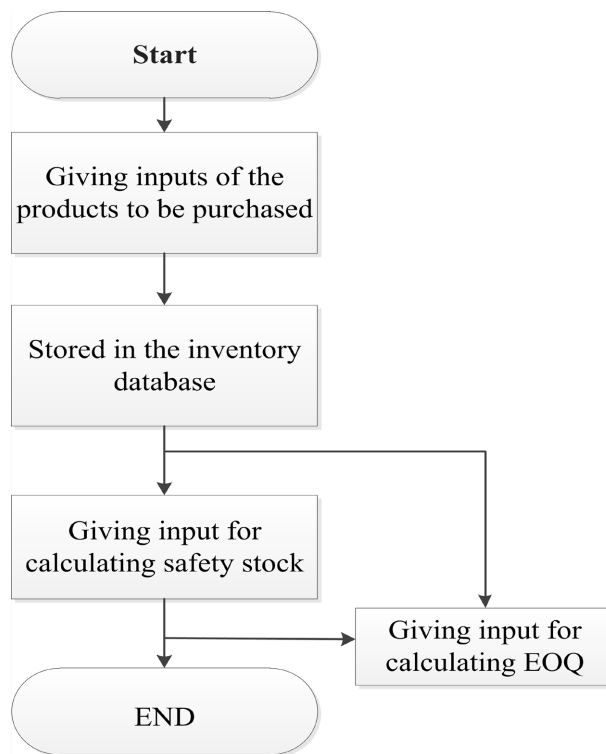 Start
Giving inputs of the
products to be purchased
Stored in the inventory
database
Giving input for
calculating safety stock
Giving input for
calculating EOQ
END